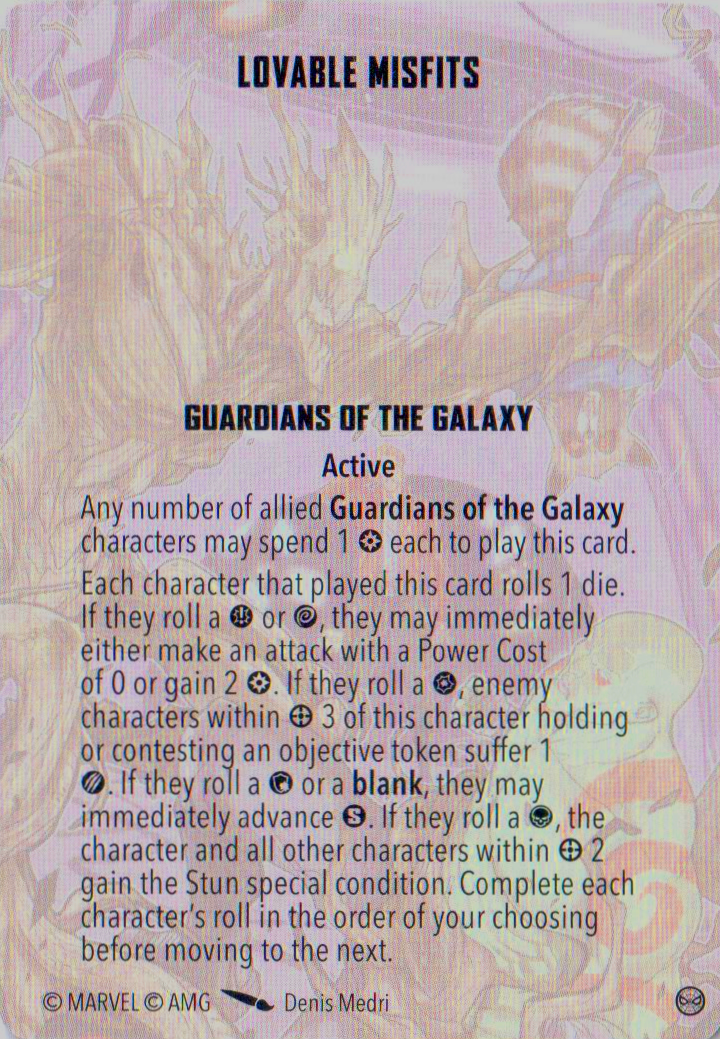 LOVABLE MISFITS
GUARDIANS OF THE GALAXY
Active
Any number of allied Guardians of the Galaxy
characters may spend 1 each to play this card.
Each character that played this card rolls 1 die.
If they roll a or , they may immediately
either make an attack with a Power Cost
of 0 or gain 2 . If they roll a , enemy
characters within 3 of this character holding
or contesting an objective token suffer 1
. If they roll a or a blank, they may
immediately advance S. If they roll a , the
character and all other characters within 2
gain the Stun special condition. Complete each
character's roll in the order of your choosing
before moving to the next.
© MARVEL © AMG Denis Medri